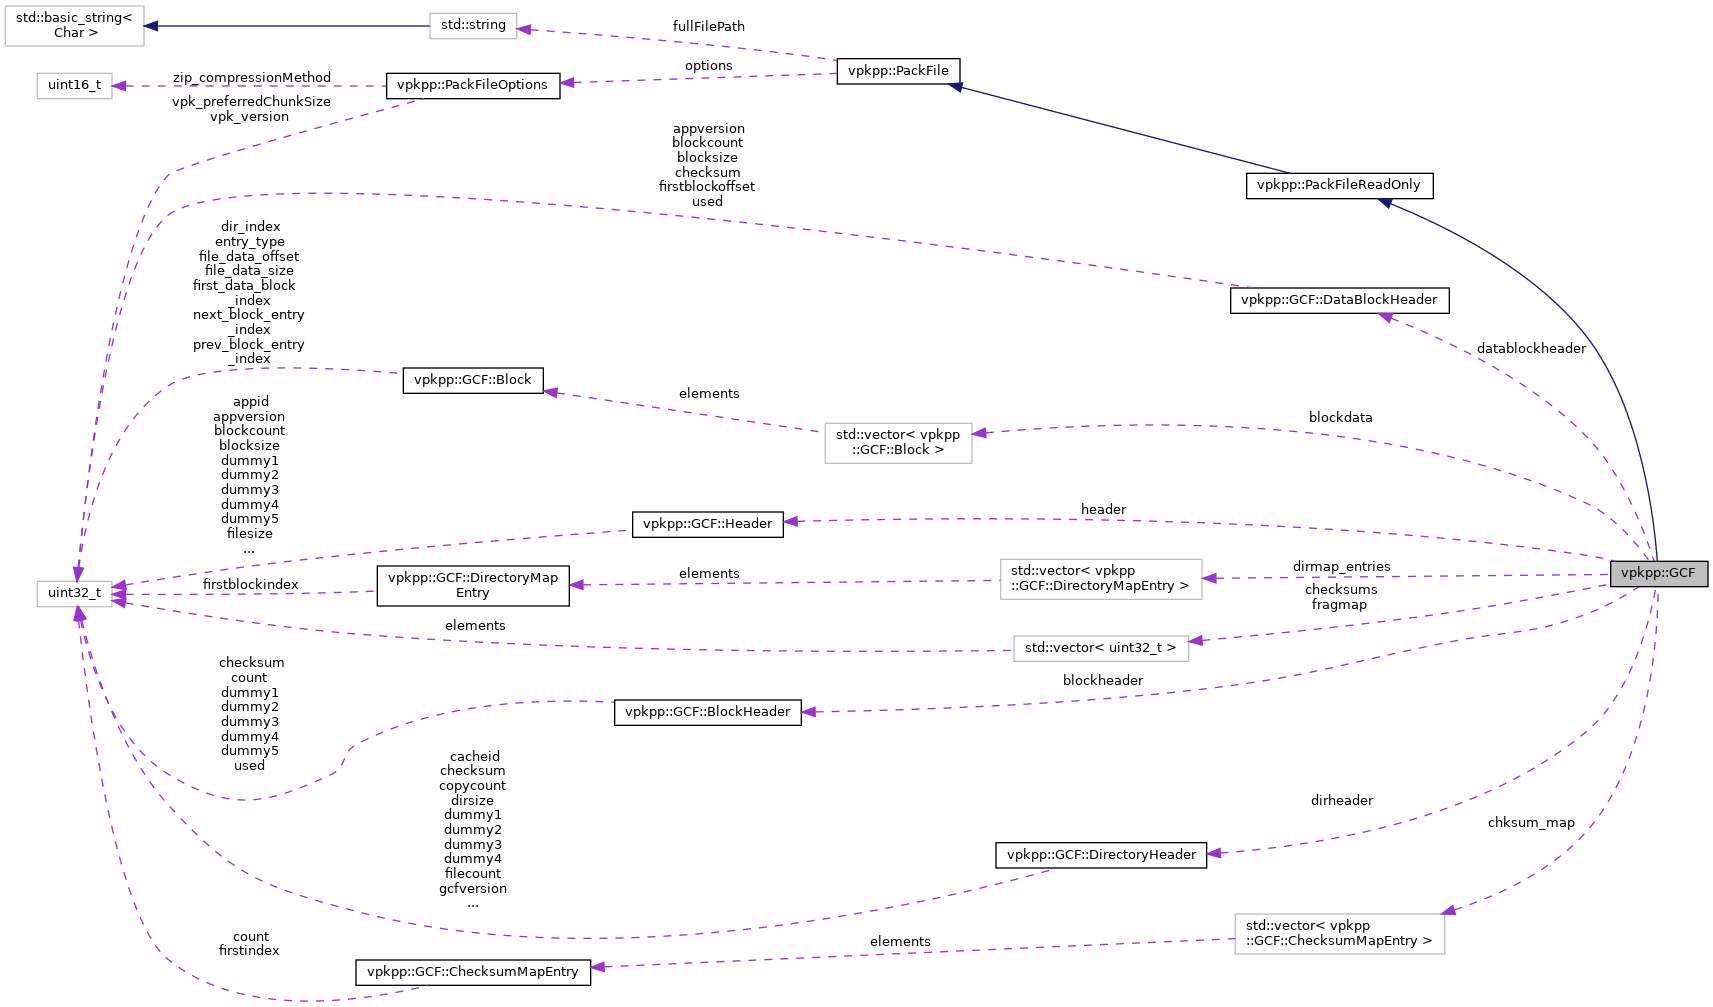 std::basic_string<
Char >
std::string
fullFilePath
vpkpp::PackFile
options
uint16_t
zip_compressionMethod
vpkpp::PackFileOptions
vpk_preferredChunkSize
vpk_version
appversion
blockcount
blocksize
checksum
firstblockoffset
used
vpkpp::PackFileReadOnly
dir_index
entry_type
file_data_offset
file_data_size
first_data_block
_index
next_block_entry
_index
prev_block_entry
_index
vpkpp::GCF::DataBlockHeader
datablockheader
vpkpp::GCF::Block
elements
std::vector< vpkpp
::GCF::Block >
blockdata
appid
appversion
blockcount
blocksize
dummy1
dummy2
dummy3
dummy4
dummy5
filesize
...
vpkpp::GCF::Header
header
uint32_t
firstblockindex
vpkpp::GCF::DirectoryMap
Entry
elements
std::vector< vpkpp
::GCF::DirectoryMapEntry >
dirmap_entries
vpkpp::GCF
checksums
fragmap
elements
std::vector< uint32_t >
checksum
count
dummy1
dummy2
dummy3
dummy4
dummy5
used
vpkpp::GCF::BlockHeader
blockheader
cacheid
checksum
copycount
dirsize
dummy1
dummy2
dummy3
dummy4
filecount
gcfversion
...
vpkpp::GCF::DirectoryHeader
dirheader
chksum_map
count
firstindex
vpkpp::GCF::ChecksumMapEntry
elements
std::vector< vpkpp
::GCF::ChecksumMapEntry >